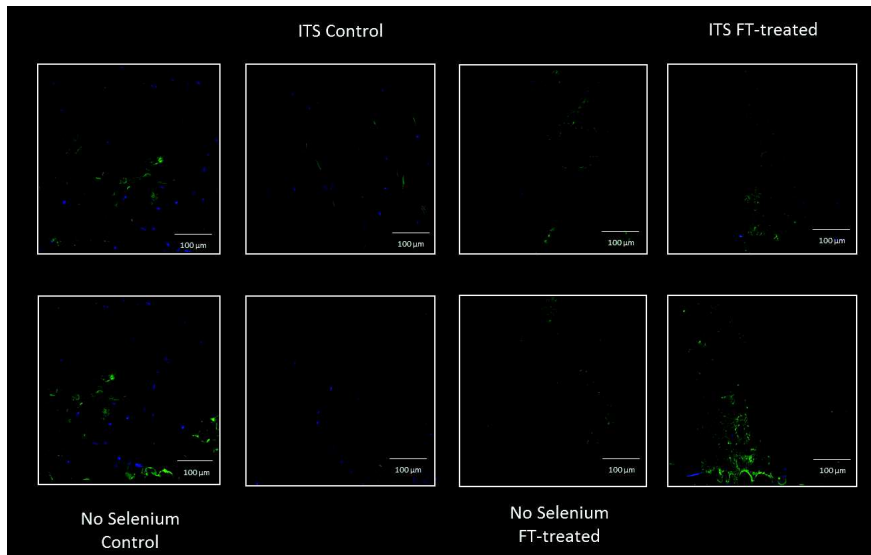 ITS Control
ITS FT-treated
100 µm
100 µm
100 µm
100 µm
100 µm
100 µm
100 µm
100 µm
No Selenium
Control
No Selenium
FT-treated